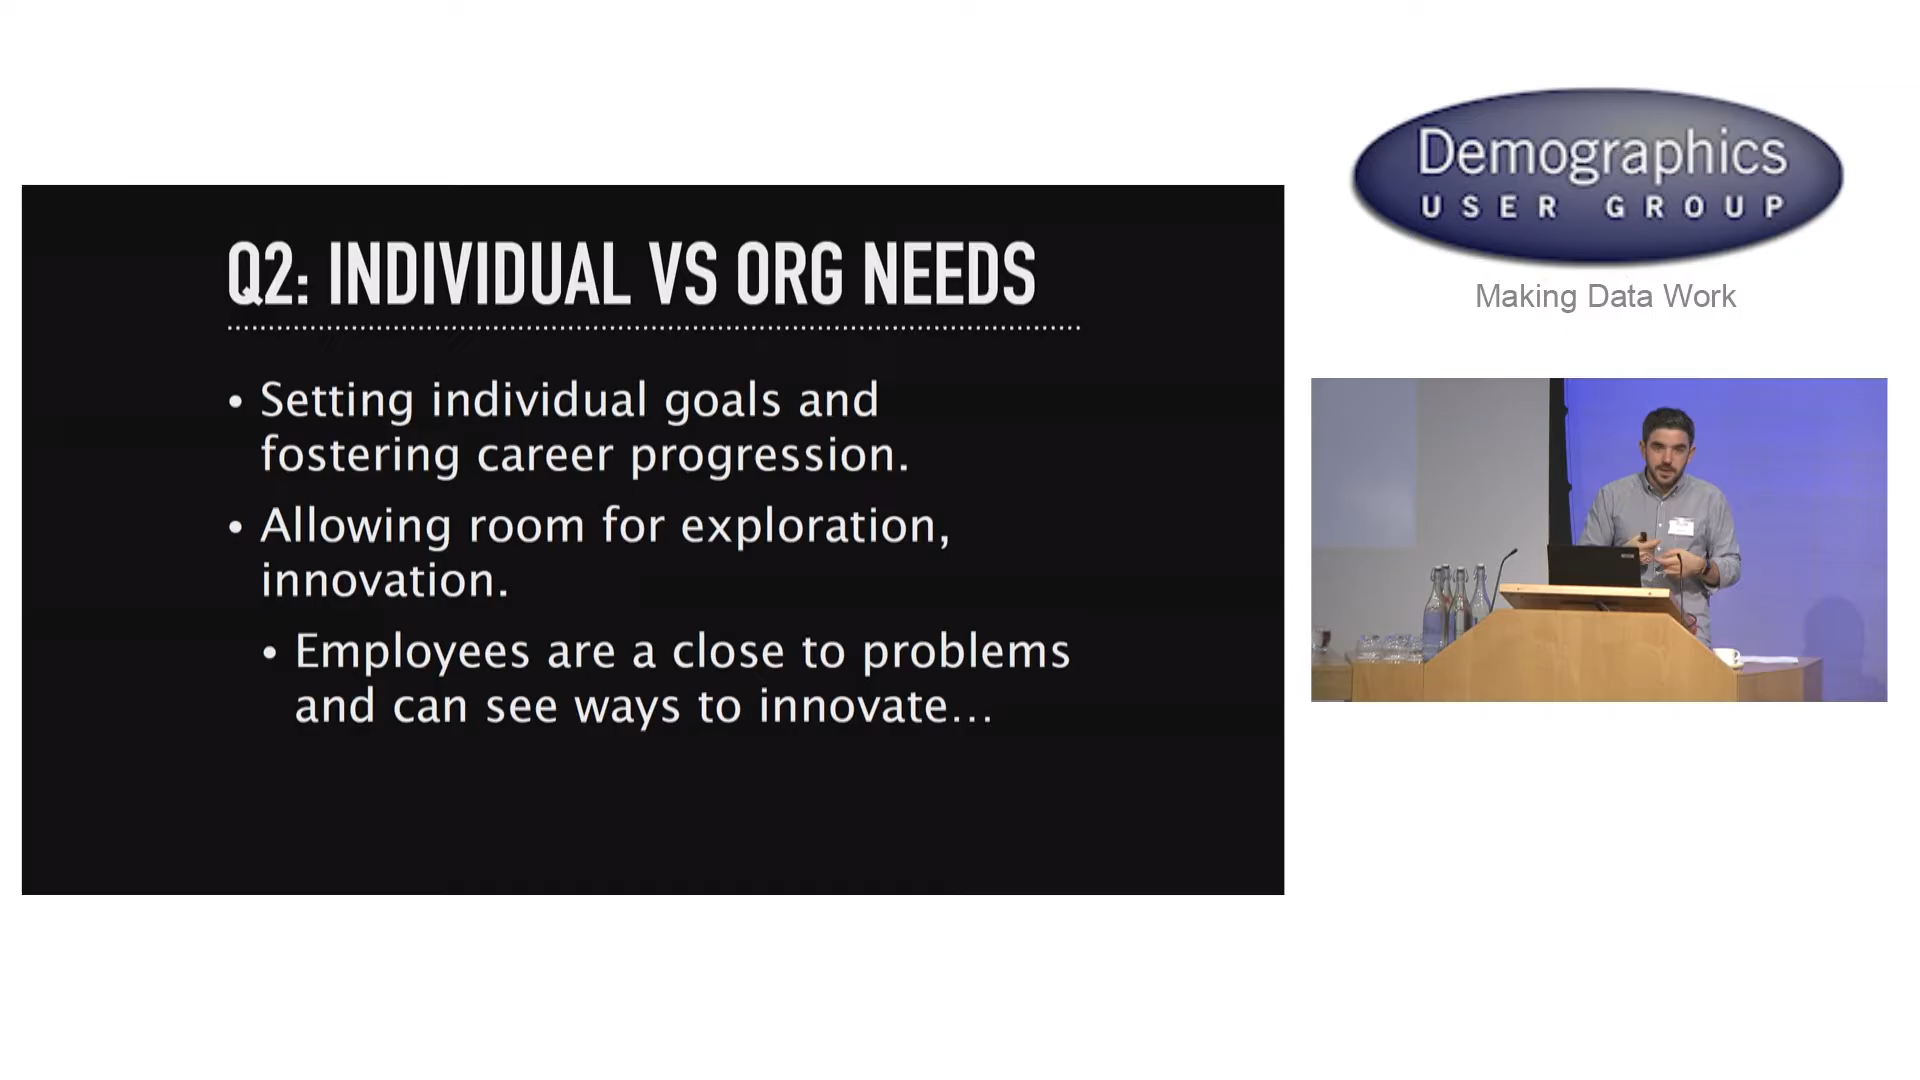 Q2: INDIVIDUAL VS ORG NEEDS
• Setting individual goals and
fostering career progression.
• Allowing room for exploration,
innovation.
• Employees are a close to problems
and can see ways to innovate...
Demographics
USER GROUP
Making Data Work